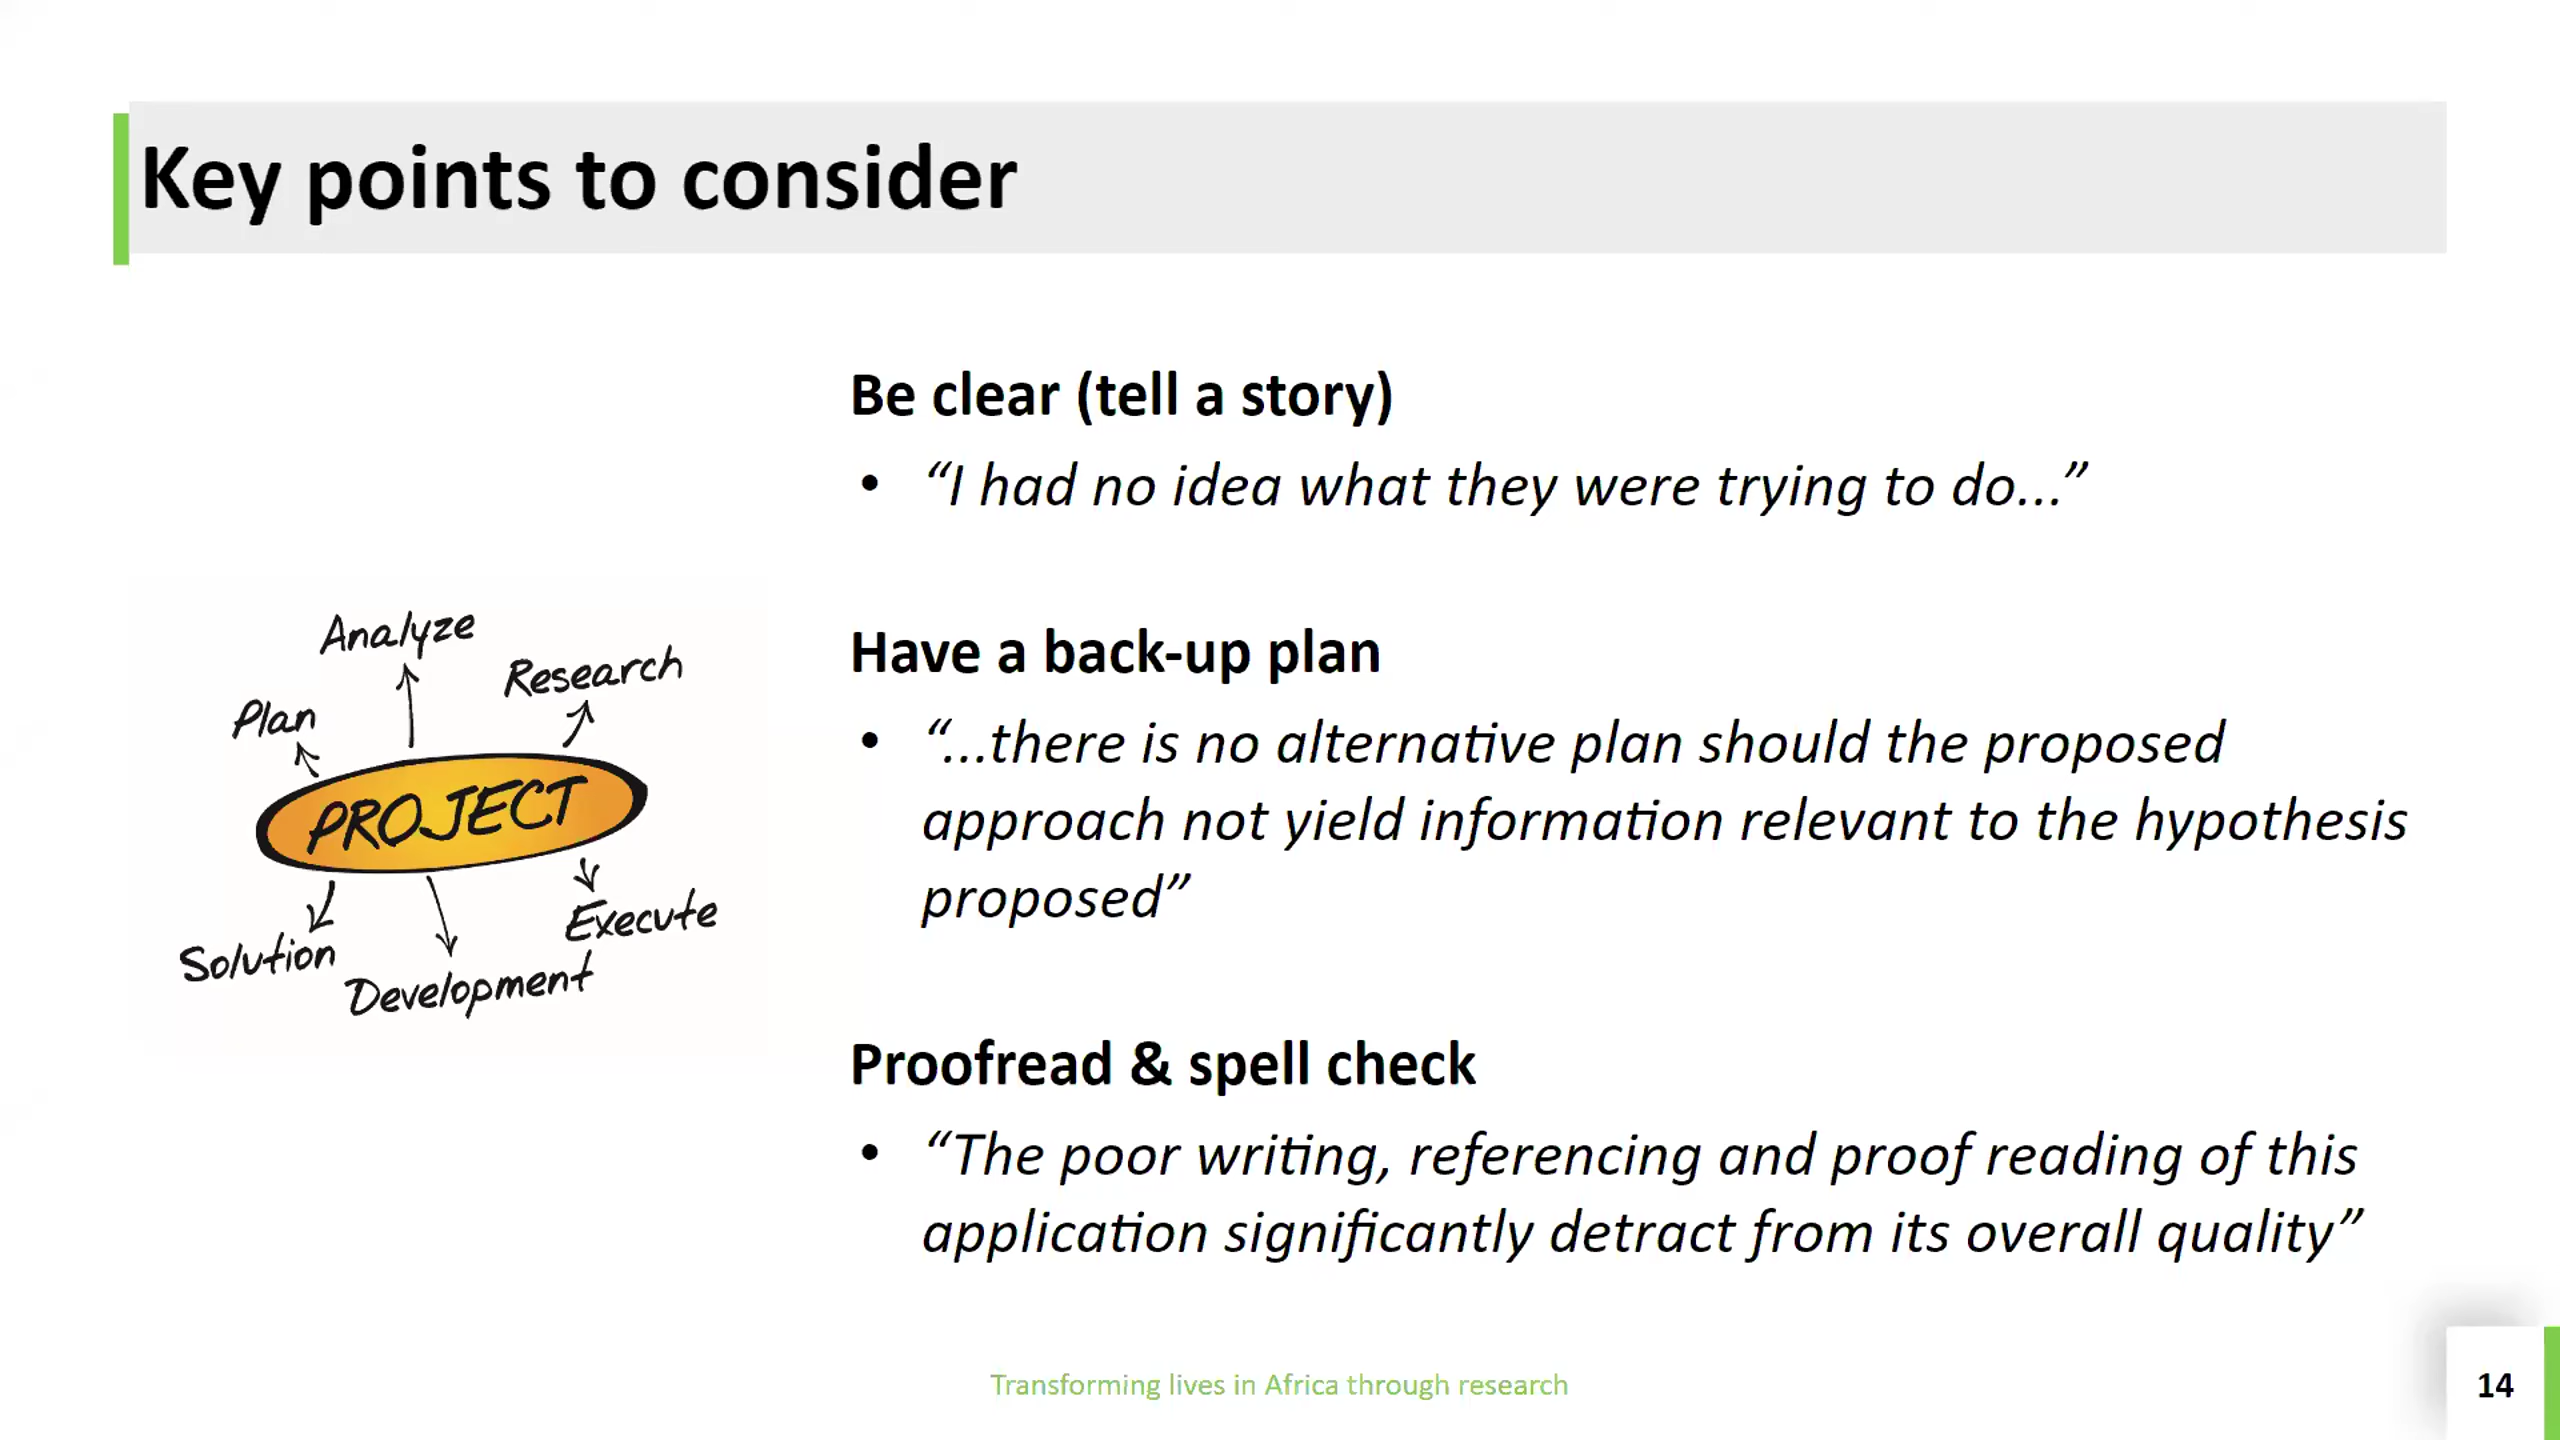 Key points to consider
Be clear (tell a story)
• “I had no idea what they were trying to do...”
Analyze
Research
Plan
PROJECT
Solution
Execute
Development
Have a back-up plan
• “...there is no alternative plan should the proposed
approach not yield information relevant to the hypothesis
proposed”
Proofread & spell check
• “The poor writing, referencing and proof reading of this
application significantly detract from its overall quality”
Transforming lives in Africa through research
14